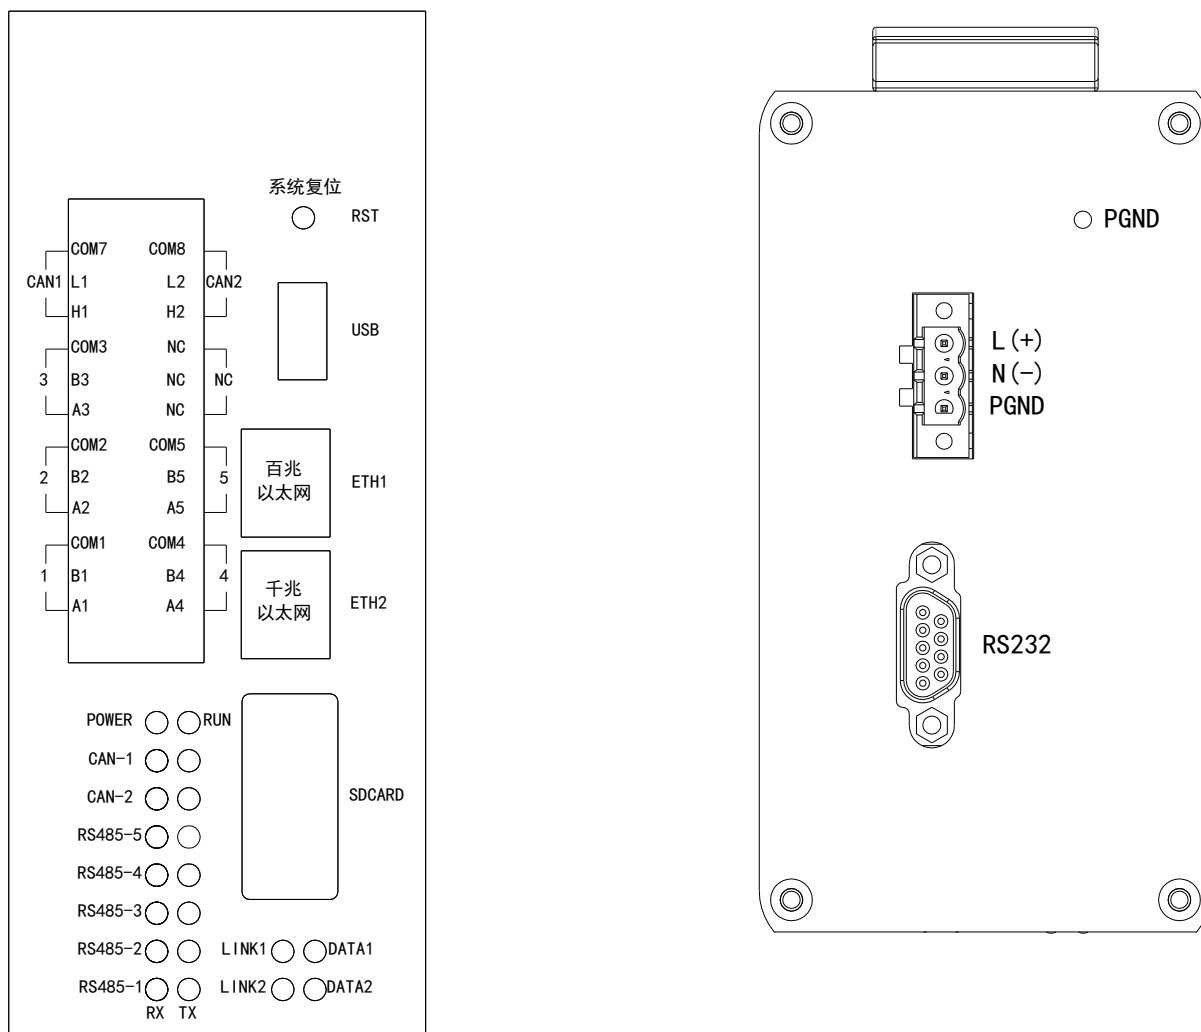 系统复位
RST
COM7 COM8
CAN1 L1 L2 CAN2
H1 H2
USB
COM3 NC
3 B3 NC NC
A3 NC
COM2 COM5
2 B2 B5 5
A2 A5
百兆
以太网
ETH1
COM1 COM4
1 B1 B4 4
A1 A4
千兆
以太网
ETH2
POWER RUN
CAN-1
CAN-2
RS485-5
RS485-4
RS485-3
RS485-2
RS485-1
RX TX
SDCARD
LINK1 DATA1
LINK2 DATA2
PGND
L(+)
N(-)
PGND
RS232